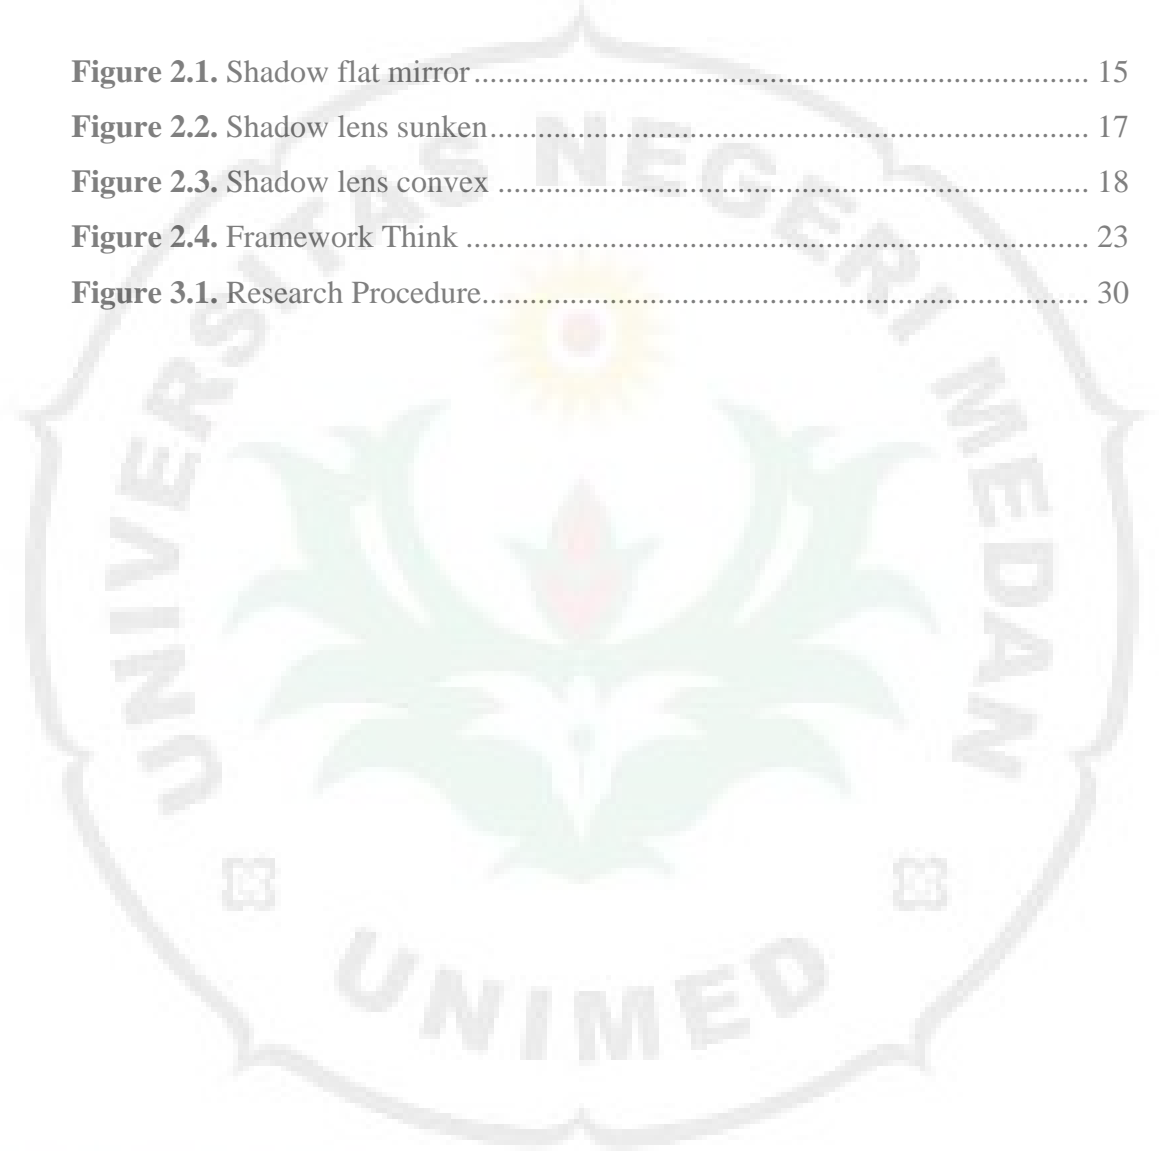 Figure 2.1. Shadow flat mirror............................................................................. 15
Figure 2.2. Shadow lens sunken........................................................................... 17
Figure 2.3. Shadow lens convex .......................................................................... 18
Figure 2.4. Framework Think .............................................................................. 23
Figure 3.1. Research Procedure............................................................................ 30
UNIVERSITAS NEGERI MEDAN
UNIMED